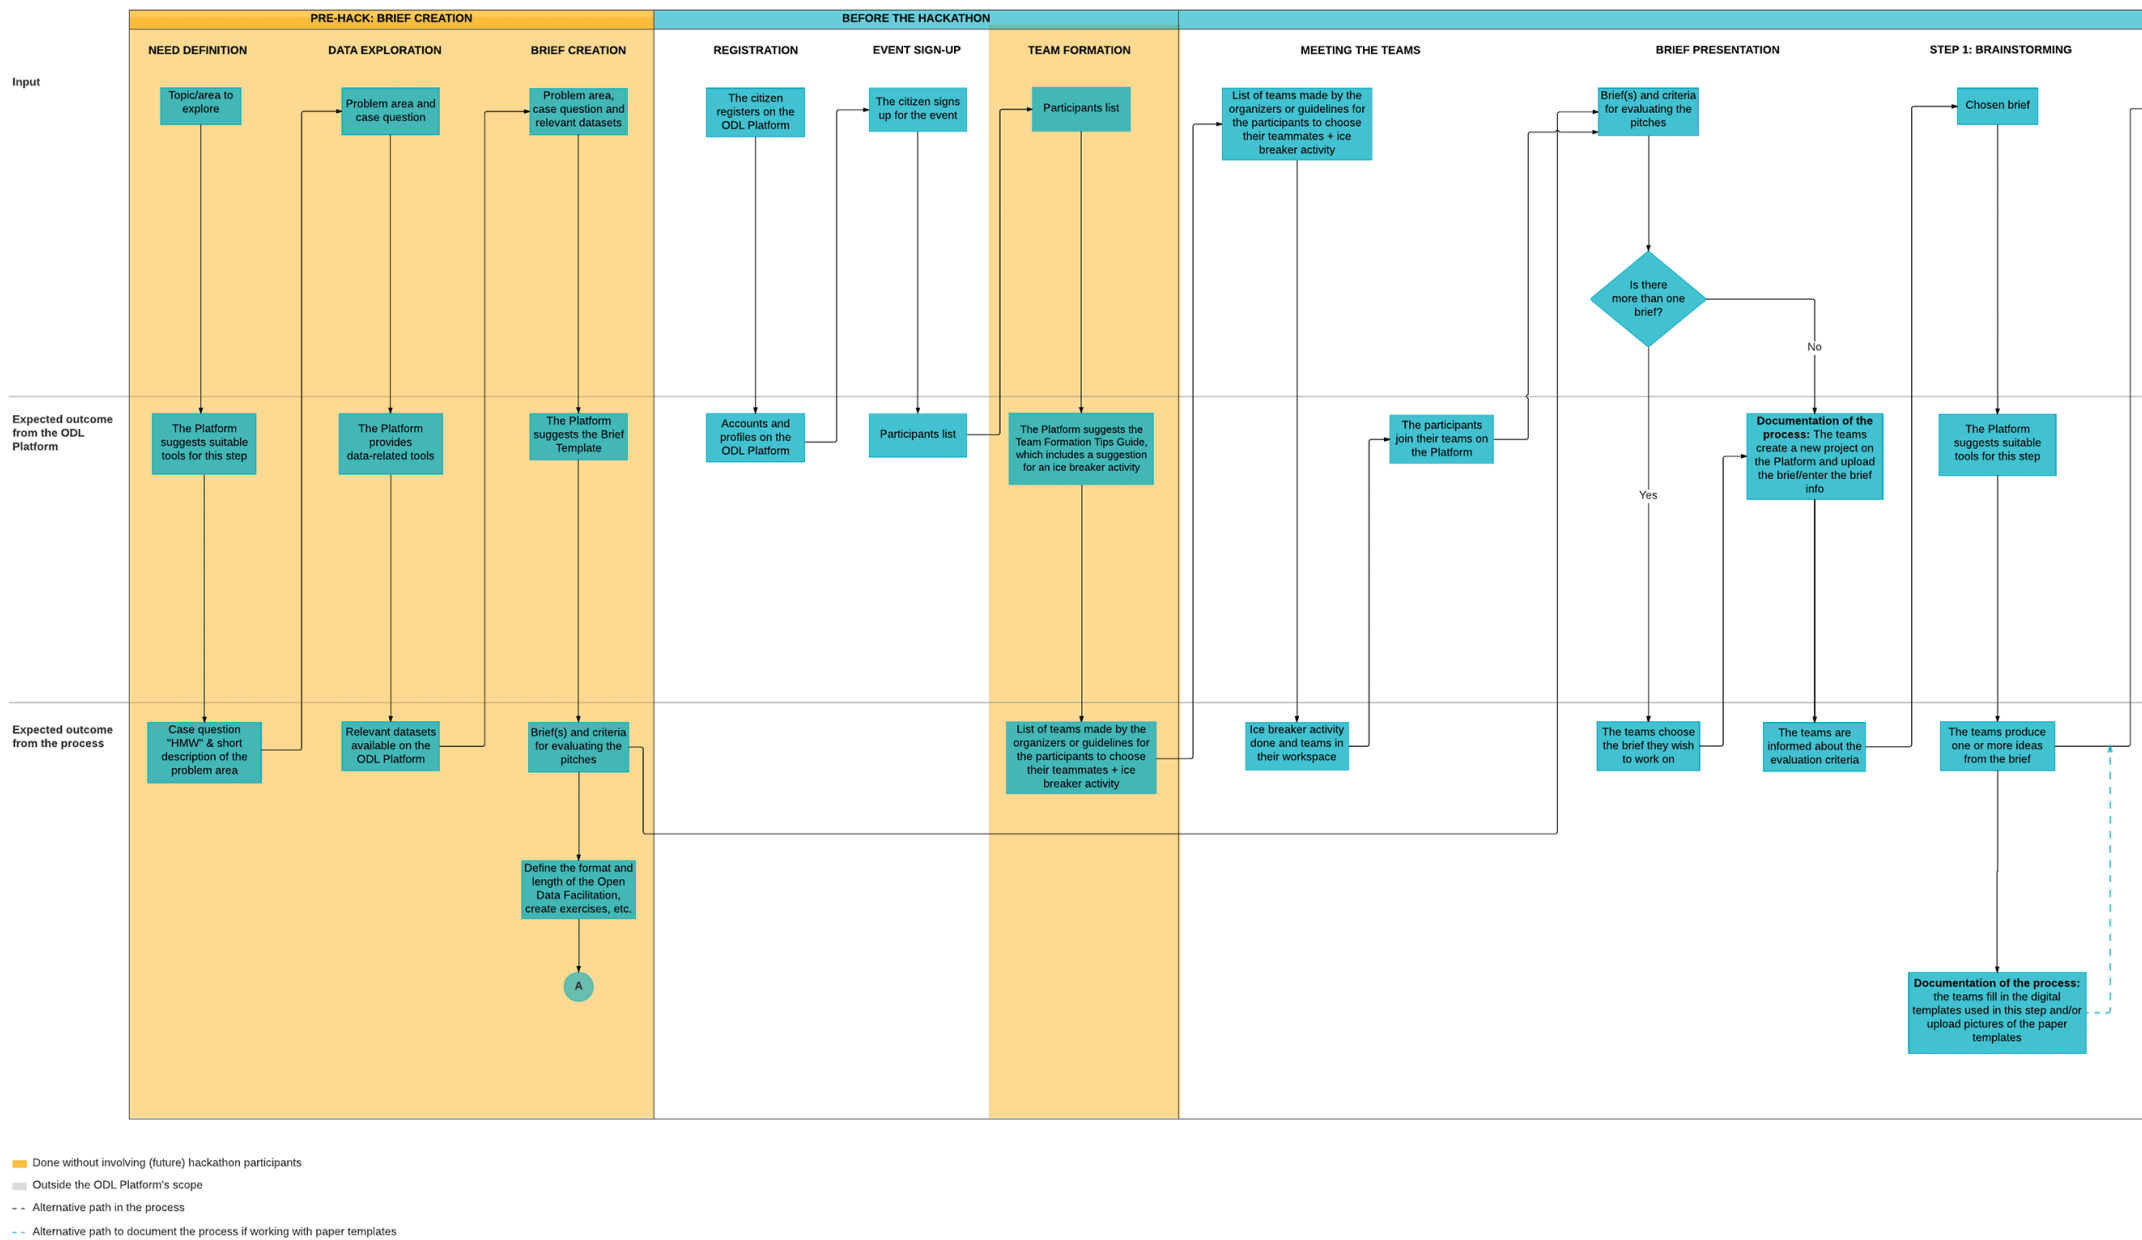 PRE-HACK: BRIEF CREATION
BEFORE THE HACKATHON
NEED DEFINITION
DATA EXPLORATION
BRIEF CREATION
REGISTRATION
EVENT SIGN-UP
TEAM FORMATION
MEETING THE TEAMS
BRIEF PRESENTATION
STEP 1: BRAINSTORMING
Input
Topic/area to
explore
Problem area and
case question
Problem area,
case question and
relevant datasets
The citizen
registers on the
ODL Platform
The citizen signs
up for the event
Participants list
List of teams made by the
organizers or guidelines for
the participants to choose
their teammates + ice
breaker activity
Brief(s) and criteria
for evaluating the
pitches
Chosen brief
Is there
more than one
brief?
No
Yes
Expected outcome
from the ODL
Platform
The Platform
suggests suitable
tools for this step
The Platform
provides
data-related tools
The Platform
suggests the Brief
Template
Accounts and
profiles on the
ODL Platform
Participants list
The Platform suggests the
Team Formation Tips Guide,
which includes a suggestion
for an ice breaker activity
The participants
join their teams on
the Platform
Documentation of the
process: The teams
create a new project on
the Platform and upload
the brief/enter the brief
info
The Platform
suggests suitable
tools for this step
Expected outcome
from the process
Case question
"HMW" & short
description of the
problem area
Relevant datasets
available on the
ODL Platform
Brief(s) and criteria
for evaluating the
pitches
List of teams made by the
organizers or guidelines for
the participants to choose
their teammates + ice
breaker activity
Ice breaker activity
done and teams in
their workspace
The teams choose
the brief they wish
to work on
The teams are
informed about the
evaluation criteria
The teams produce
one or more ideas
from the brief
Define the format and
length of the Open
Data Facilitation,
create exercises, etc.
A
Documentation of the process:
the teams fill in the digital
templates used in this step and/or
upload pictures of the paper
templates
Done without involving (future) hackathon participants
Outside the ODL Platform's scope
Alternative path in the process
Alternative path to document the process if working with paper templates